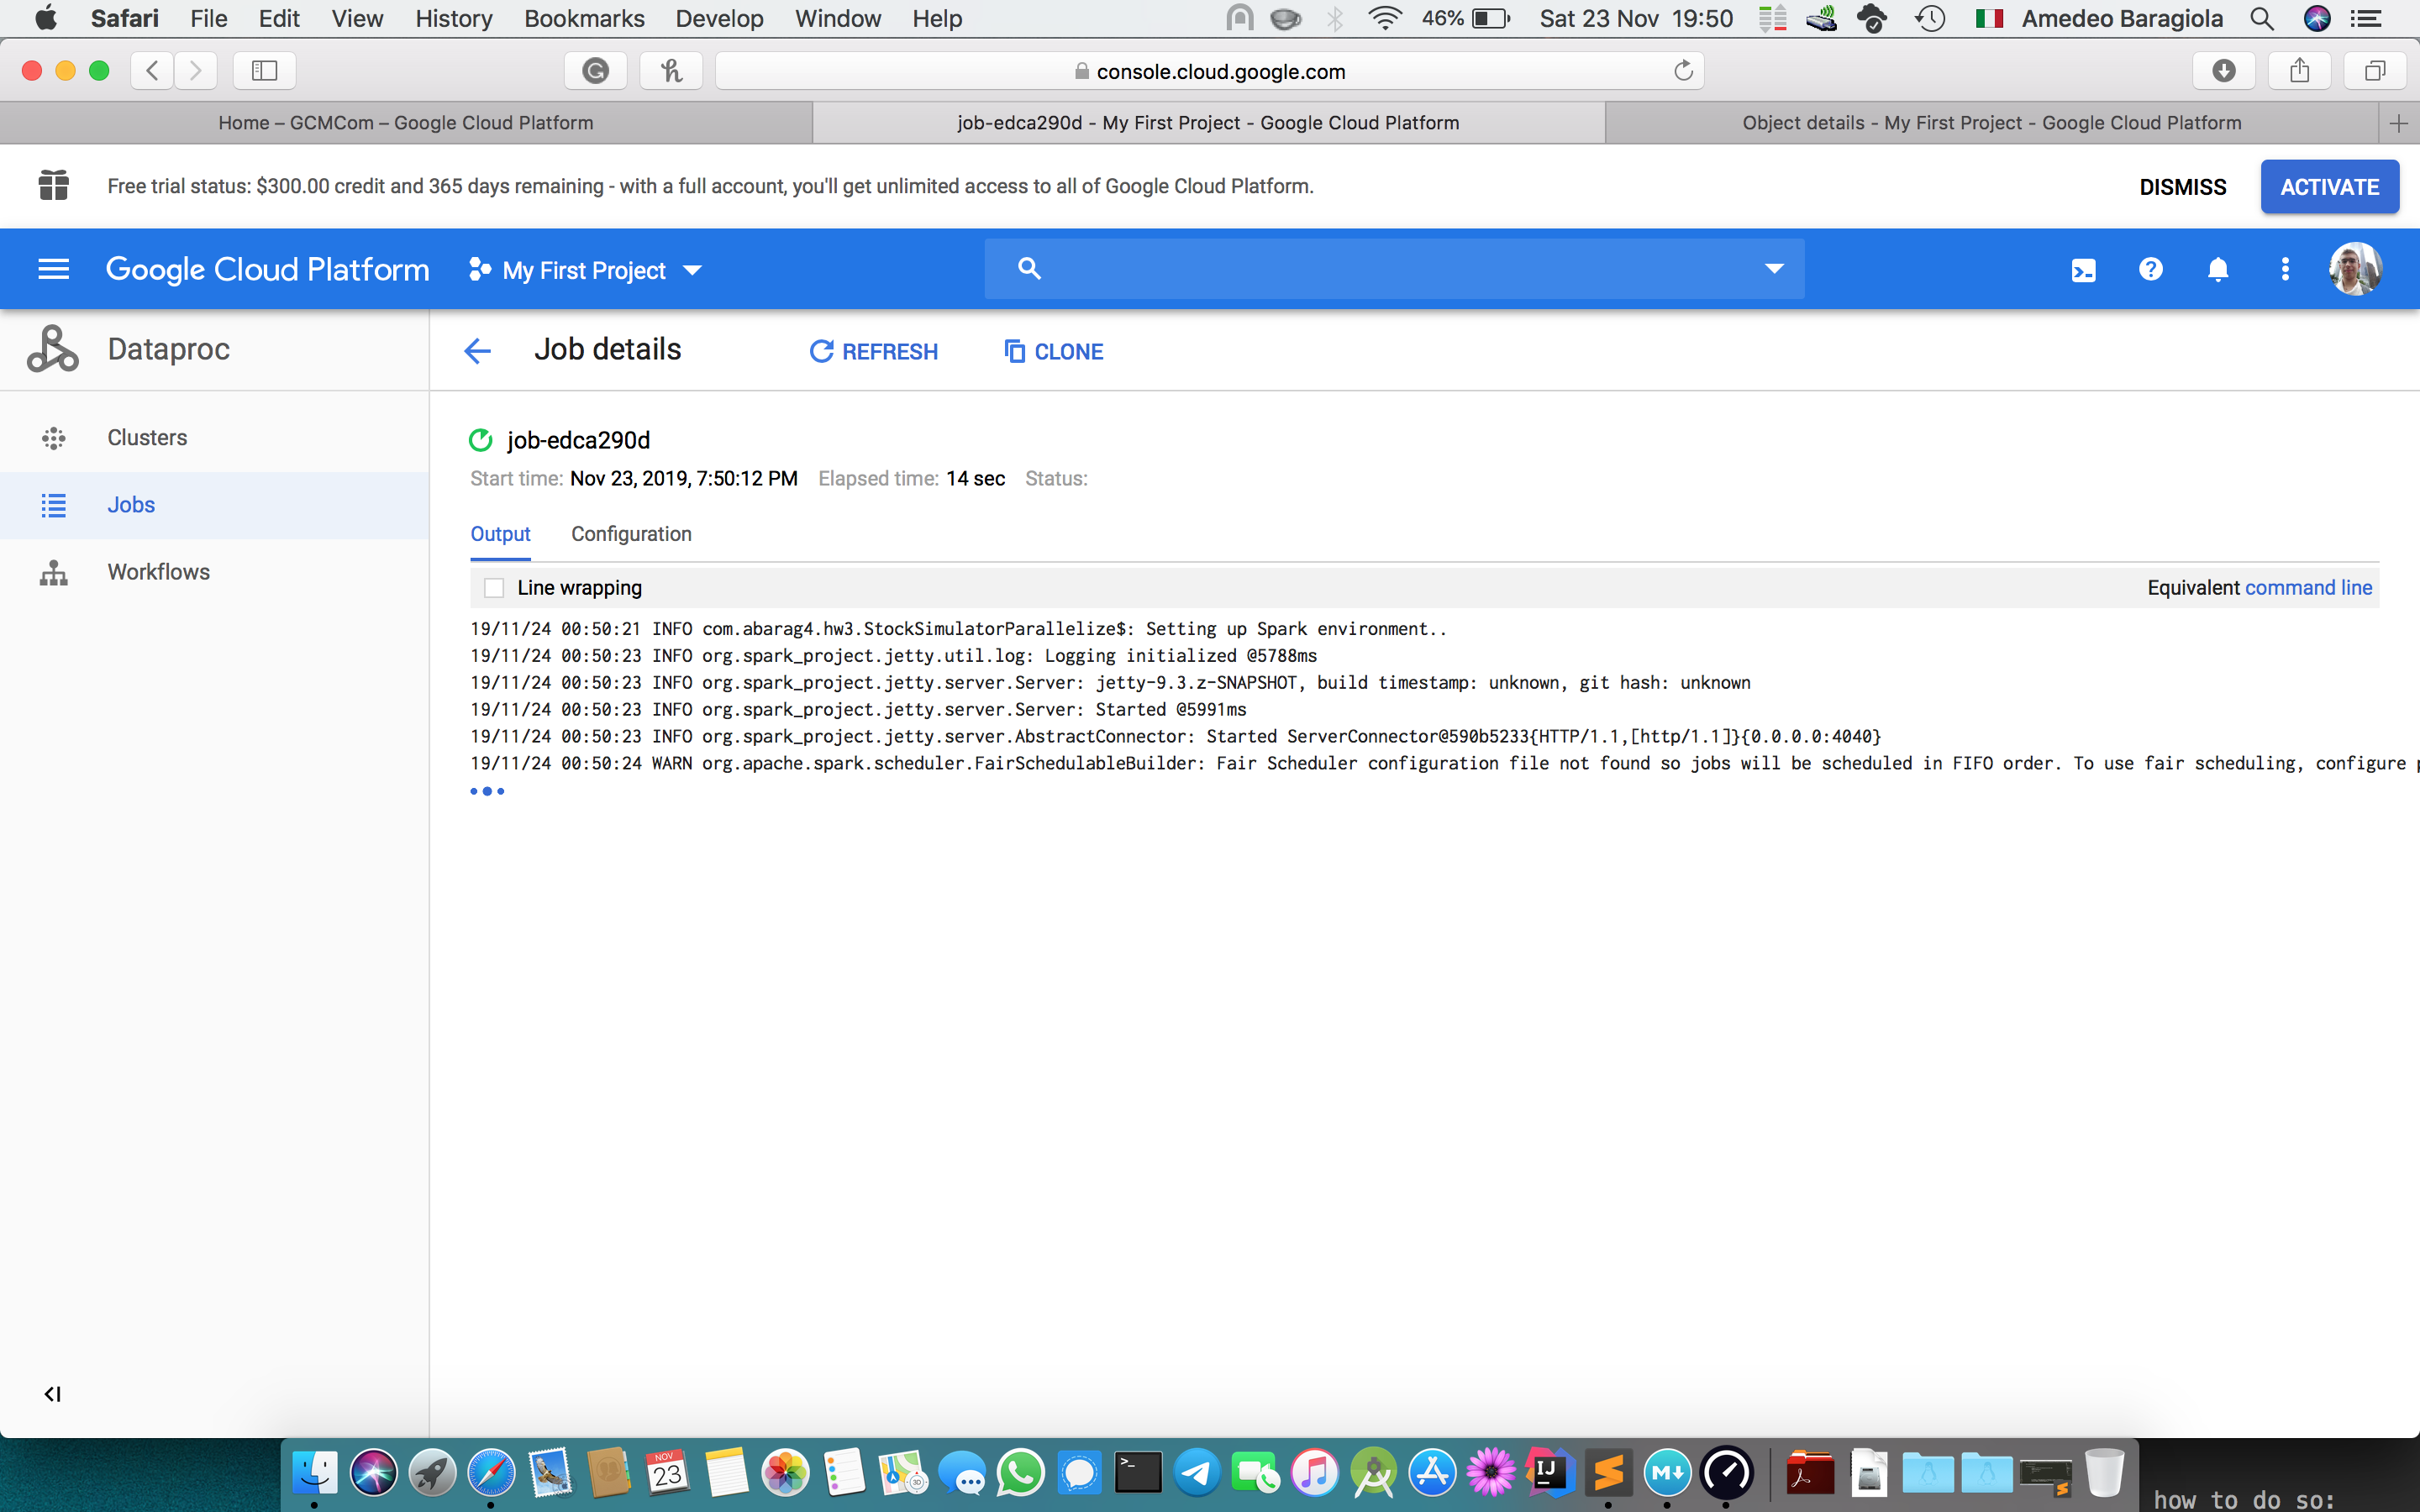 Safari File Edit View History Bookmarks Develop Window Help 46% Sat 23 Nov 19:50 Amedeo Baragiola
console.cloud.google.com
Home – GCMCom – Google Cloud Platform
job-edca290d - My First Project - Google Cloud Platform
Object details - My First Project - Google Cloud Platform
Free trial status: $300.00 credit and 365 days remaining - with a full account, you'll get unlimited access to all of Google Cloud Platform.
DISMISS
ACTIVATE
Google Cloud Platform
My First Project
Dataproc
Job details
REFRESH
CLONE
Clusters
Jobs
Workflows
job-edca290d
Start time: Nov 23, 2019, 7:50:12 PM Elapsed time: 14 sec Status:
Output Configuration
Line wrapping
Equivalent command line
19/11/24 00:50:21 INFO com.abarag4.hw3.StockSimulatorParallelize$: Setting up Spark environment..
19/11/24 00:50:23 INFO org.spark_project.jetty.util.log: Logging initialized @5788ms
19/11/24 00:50:23 INFO org.spark_project.jetty.server.Server: jetty-9.3.z-SNAPSHOT, build timestamp: unknown, git hash: unknown
19/11/24 00:50:23 INFO org.spark_project.jetty.server.Server: Started @5991ms
19/11/24 00:50:23 INFO org.spark_project.jetty.server.AbstractConnector: Started ServerConnector@590b5233{HTTP/1.1,[http/1.1]}{0.0.0.0:4040}
19/11/24 00:50:24 WARN org.apache.spark.scheduler.FairSchedulableBuilder: Fair Scheduler configuration file not found so jobs will be scheduled in FIFO order. To use fair scheduling, configure
NOV
23
IJ
M
how to do so: